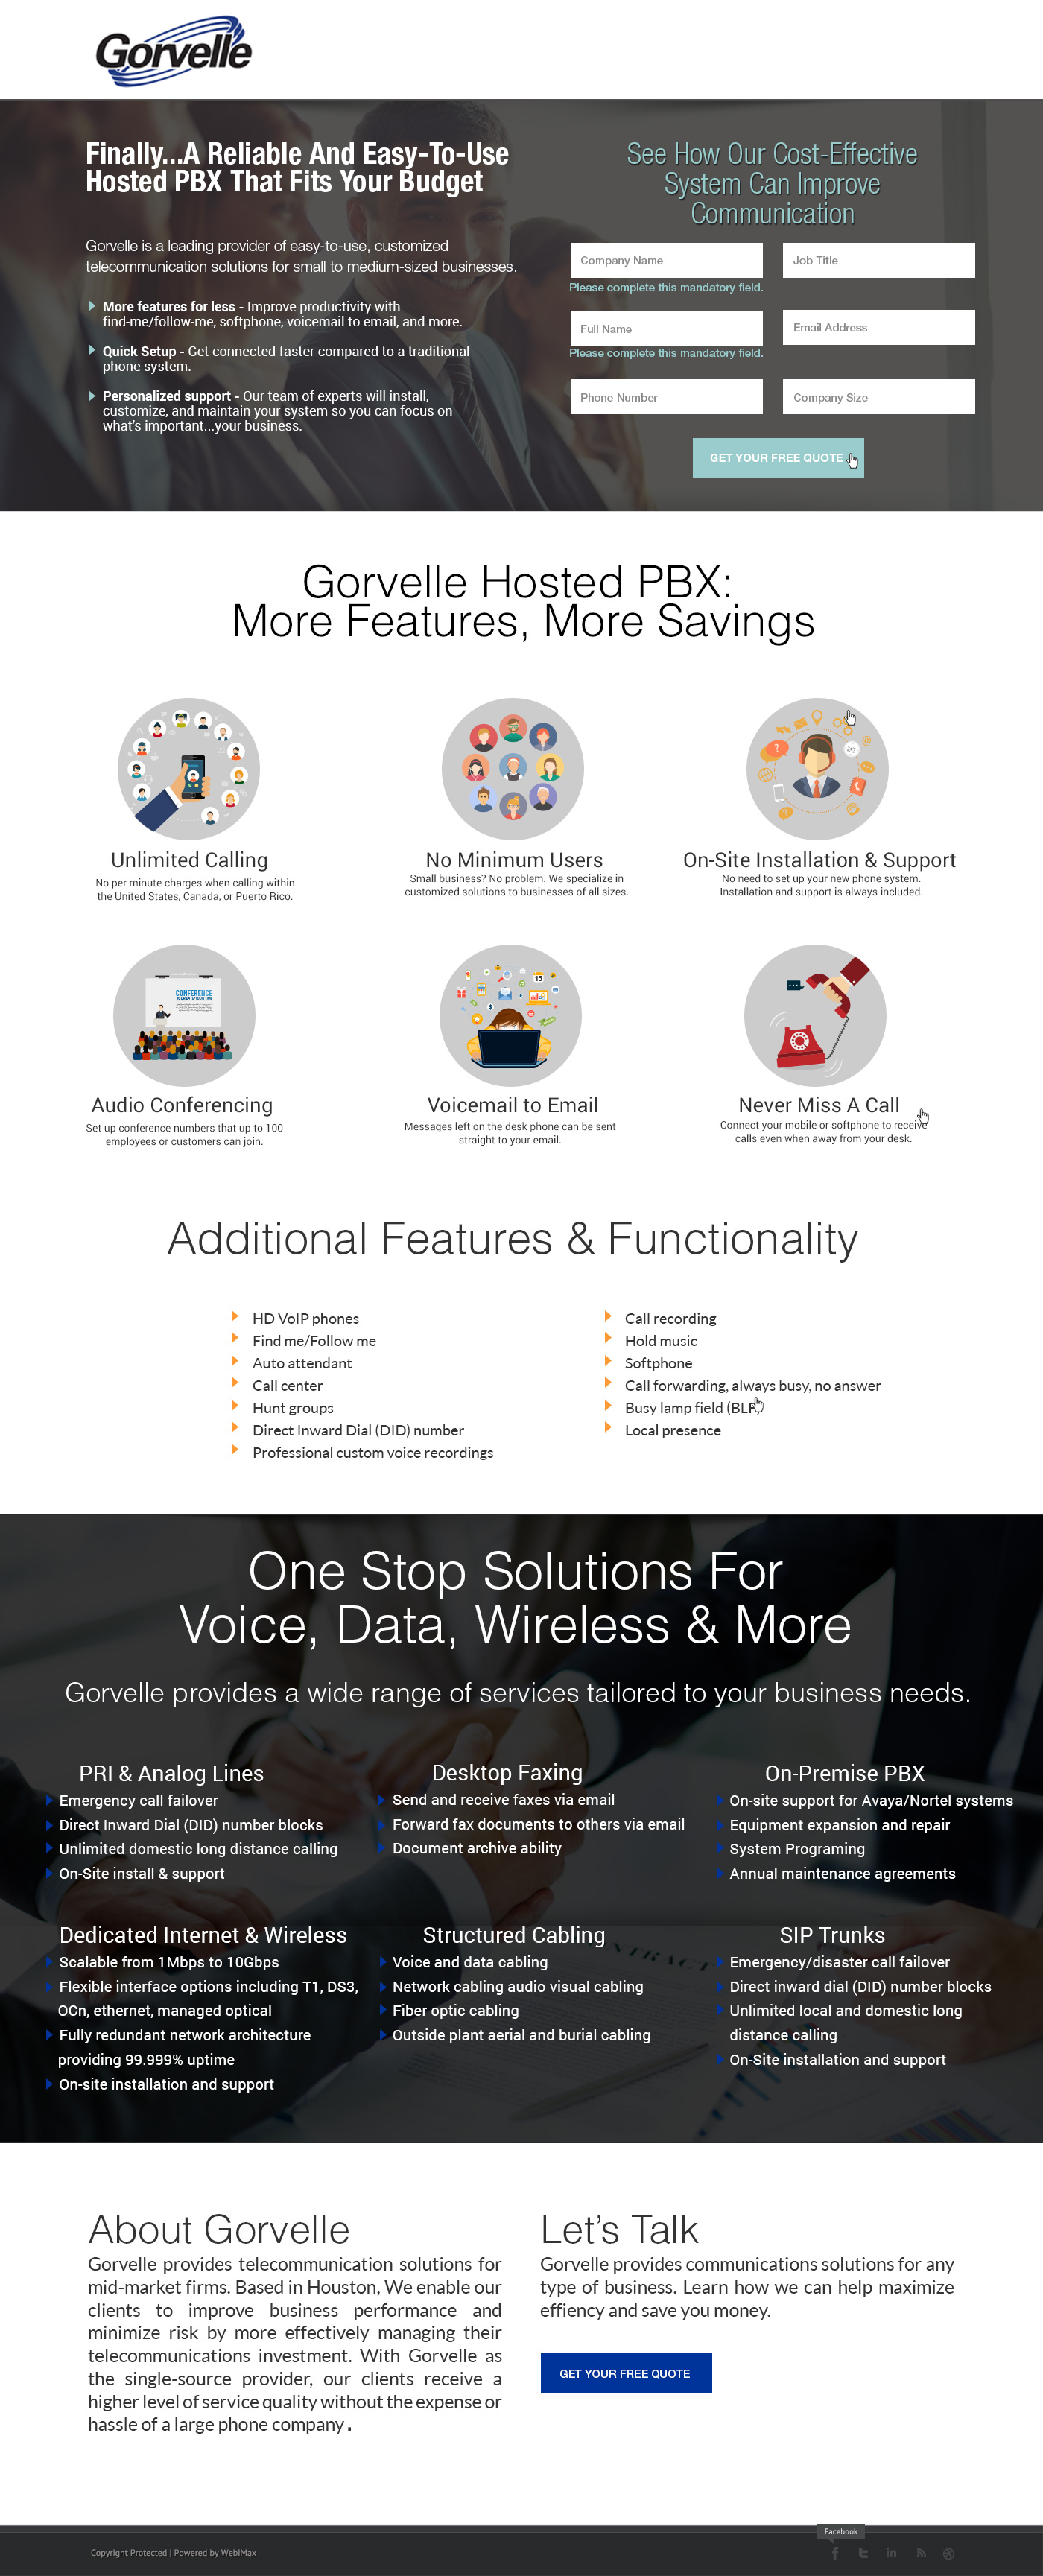 Gorvelle
Finally...A Reliable And Easy-To-Use
Hosted PBX That Fits Your Budget
Gorvelle is a leading provider of easy-to-use, customized
telecommunication solutions for small to medium-sized businesses.
More features for less - Improve productivity with
find-me/follow-me, softphone, voicemail to email, and more.
Quick Setup - Get connected faster compared to a traditional
phone system.
Personalized support - Our team of experts will install,
customize, and maintain your system so you can focus on
what's important...your business.
See How Our Cost-Effective
System Can Improve
Communication
Company Name
Job Title
Please complete this mandatory field.
Full Name
Email Address
Please complete this mandatory field.
Phone Number
Company Size
GET YOUR FREE QUOTE
Gorvelle Hosted PBX:
More Features, More Savings
Unlimited Calling
No per minute charges when calling within
the United States, Canada, or Puerto Rico.
No Minimum Users
Small business? No problem. We specialize in
customized solutions to businesses of all sizes.
On-Site Installation & Support
No need to set up your new phone system.
Installation and support is always included.
CONFERENCE
Audio Conferencing
Set up conference numbers that up to 100
employees or customers can join.
15
Voicemail to Email
Messages left on the desk phone can be sent
straight to your email.
Never Miss A Call
Connect your mobile or softphone to receive
calls even when away from your desk.
Additional Features & Functionality
HD VoIP phones
Find me/Follow me
Auto attendant
Call center
Hunt groups
Direct Inward Dial (DID) number
Professional custom voice recordings
Call recording
Hold music
Softphone
Call forwarding, always busy, no answer
Busy lamp field (BLF)
Local presence
One Stop Solutions For
Voice, Data, Wireless & More
Gorvelle provides a wide range of services tailored to your business needs.
PRI & Analog Lines
Emergency call failover
Direct Inward Dial (DID) number blocks
Unlimited domestic long distance calling
On-Site install & support
Desktop Faxing
Send and receive faxes via email
Forward fax documents to others via email
Document archive ability
On-Premise PBX
On-site support for Avaya/Nortel systems
Equipment expansion and repair
System Programing
Annual maintenance agreements
Dedicated Internet & Wireless
Scalable from 1Mbps to 10Gbps
Flexible interface options including T1, DS3,
OCn, ethernet, managed optical
Fully redundant network architecture
providing 99.999% uptime
On-site installation and support
Structured Cabling
Voice and data cabling
Network cabling audio visual cabling
Fiber optic cabling
Outside plant aerial and burial cabling
SIP Trunks
Emergency/disaster call failover
Direct inward dial (DID) number blocks
Unlimited local and domestic long
distance calling
On-Site installation and support
About Gorvelle
Gorvelle provides telecommunication solutions for
mid-market firms. Based in Houston, We enable our
clients to improve business performance and
minimize risk by more effectively managing their
telecommunications investment. With Gorvelle as
the single-source provider, our clients receive a
higher level of service quality without the expense or
hassle of a large phone company.
Let's Talk
Gorvelle provides communications solutions for any
type of business. Learn how we can help maximize
effiency and save you money.
GET YOUR FREE QUOTE
Facebook
Copyright Protected | Powered by WebiMax